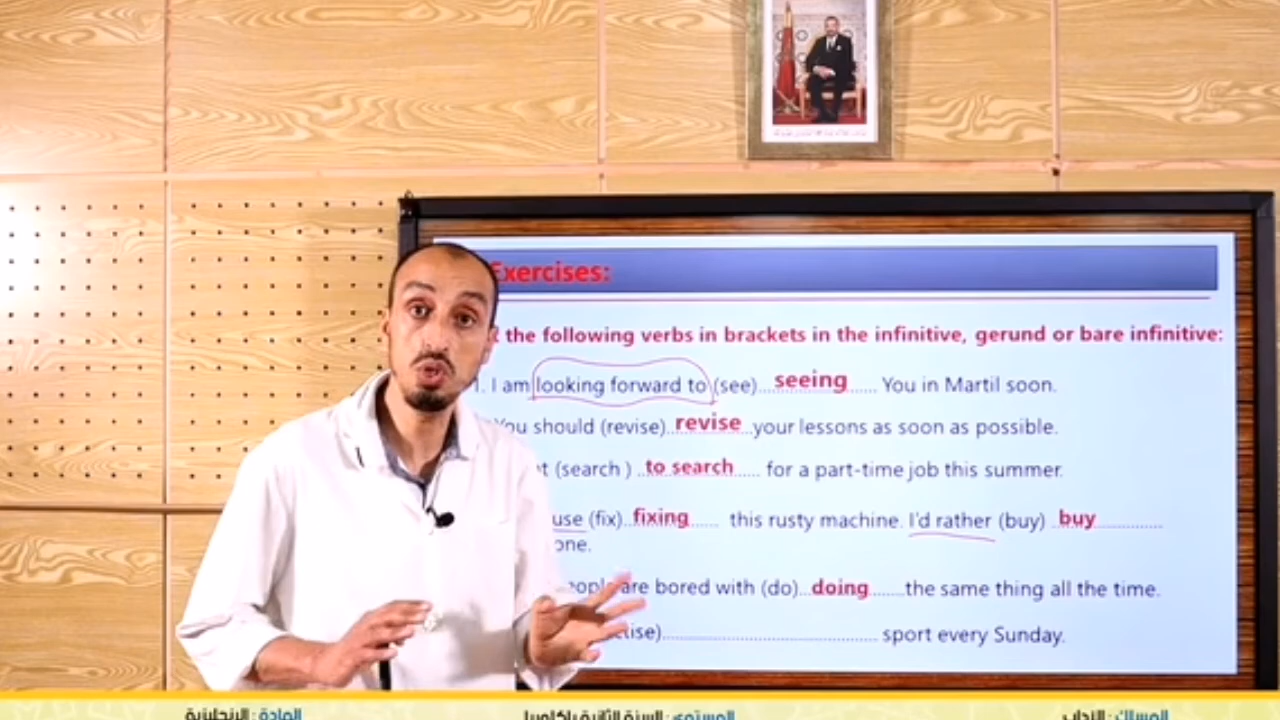 Exercises:
the following verbs in brackets in the infinitive, gerund or bare infinitive:
1. I am looking forward to (see)...seeing...... You in Martil soon.
You should (revise)..revise..your lessons as soon as possible.
(search ) ..to search..... for a part-time job this summer.
use (fix)..fixing...... this rusty machine. I'd rather (buy) ..buy..............
one.
are bored with (do)..doing.......the same thing all the time.
............................................... sport every Sunday.
المسلك : الآداب
المستوى : السنة الثانية باكلوريا
المادة : الإنجليزية